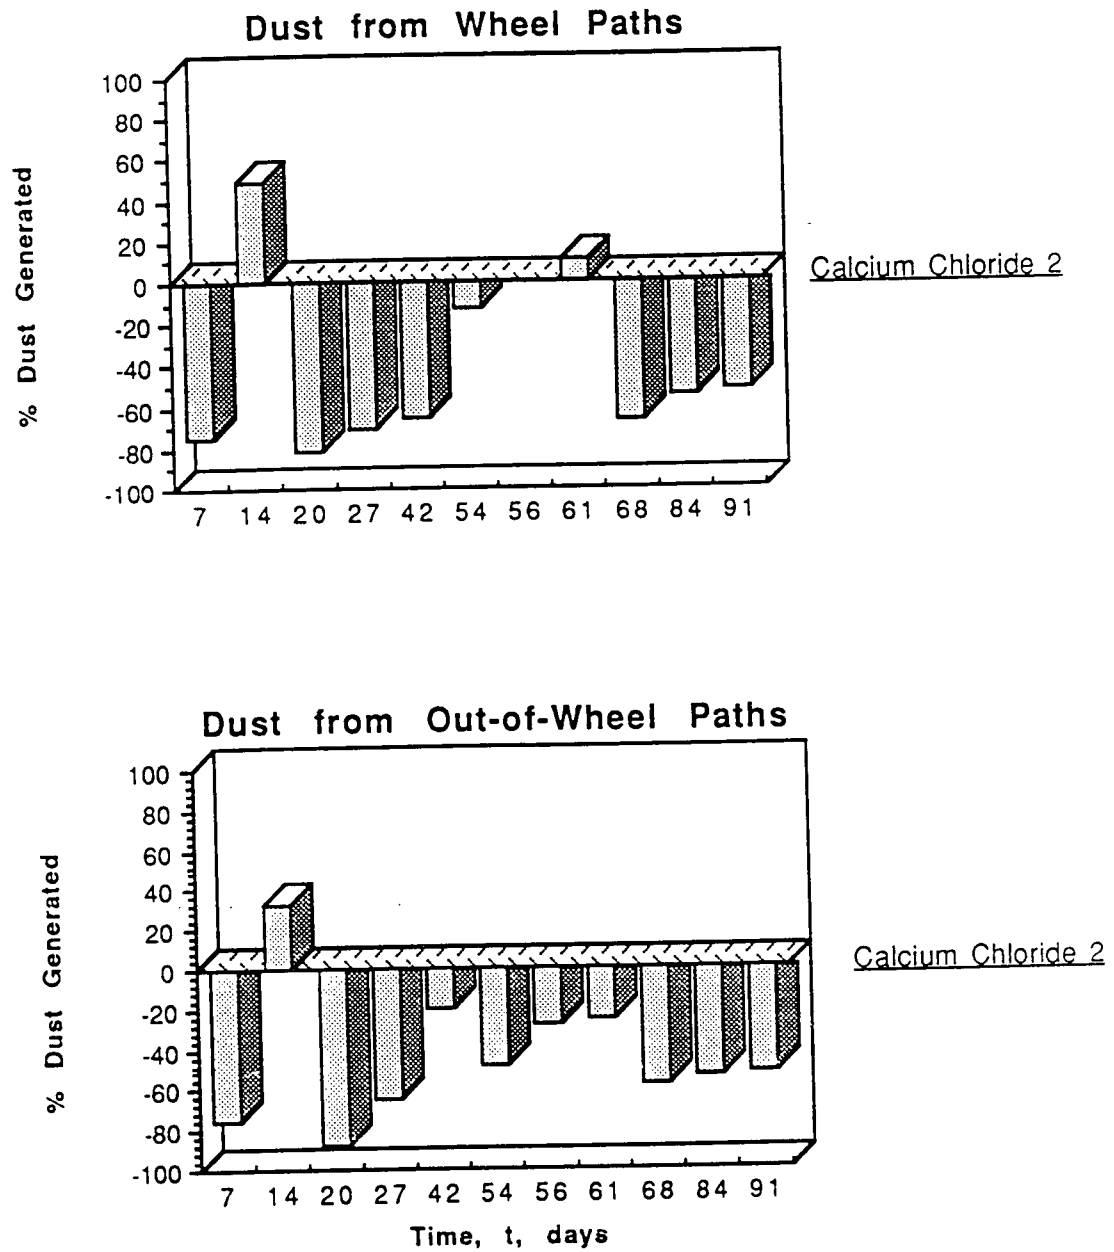 Dust from Wheel Paths
% Dust Generated
100
80
60
40
20
0
-20
-40
-60
-80
-100
7 14 20 27 42 54 56 61 68 84 91
Calcium Chloride 2
Dust from Out-of-Wheel Paths
% Dust Generated
100
80
60
40
20
0
-20
-40
-60
-80
-100
7 14 20 27 42 54 56 61 68 84 91
Time, t, days
Calcium Chloride 2